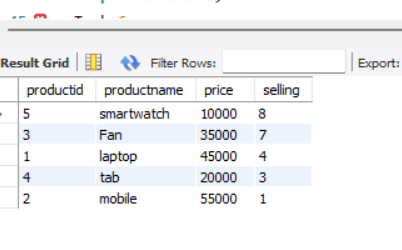 Result Grid Filter Rows: Export:
productid productname price selling
5 smartwatch 10000 8
3 Fan 35000 7
1 laptop 45000 4
4 tab 20000 3
2 mobile 55000 1